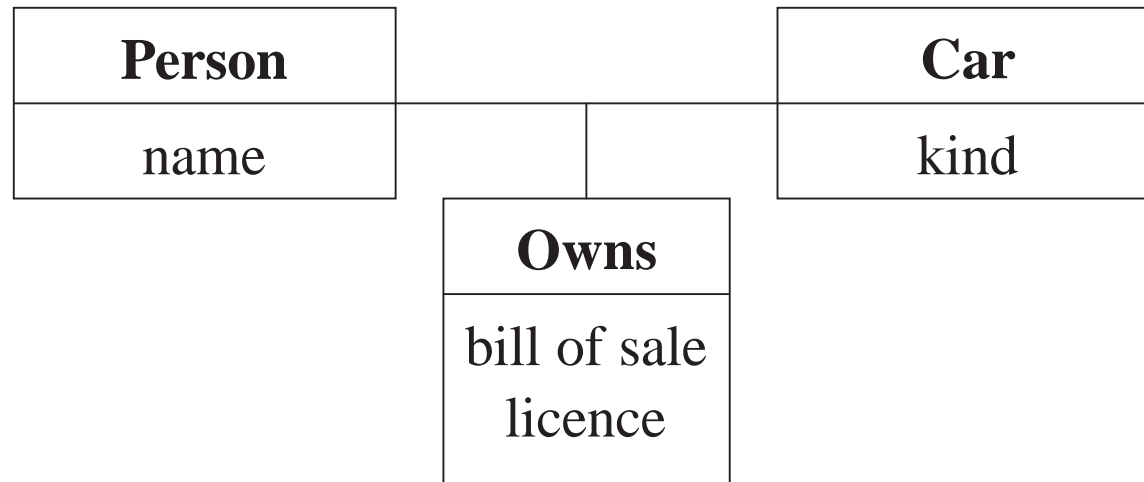 Person
name
Car
kind
Owns
bill of sale
licence